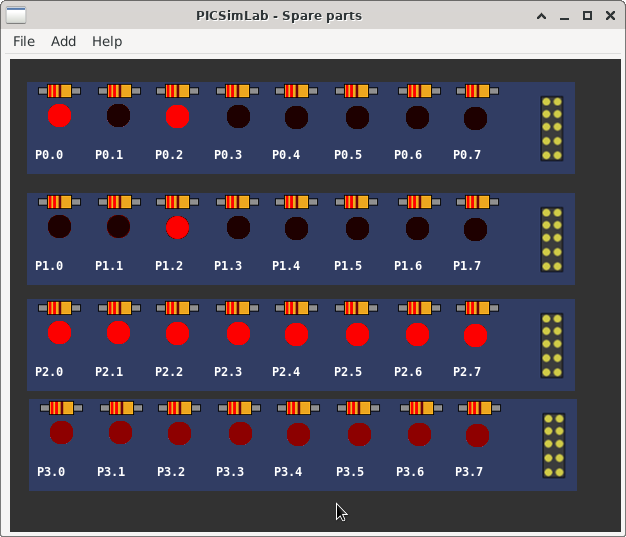 PICSimLab - Spare parts
File Add Help
P0.0 P0.1 P0.2 P0.3 P0.4 P0.5 P0.6 P0.7
P1.0 P1.1 P1.2 P1.3 P1.4 P1.5 P1.6 P1.7
P2.0 P2.1 P2.2 P2.3 P2.4 P2.5 P2.6 P2.7
P3.0 P3.1 P3.2 P3.3 P3.4 P3.5 P3.6 P3.7